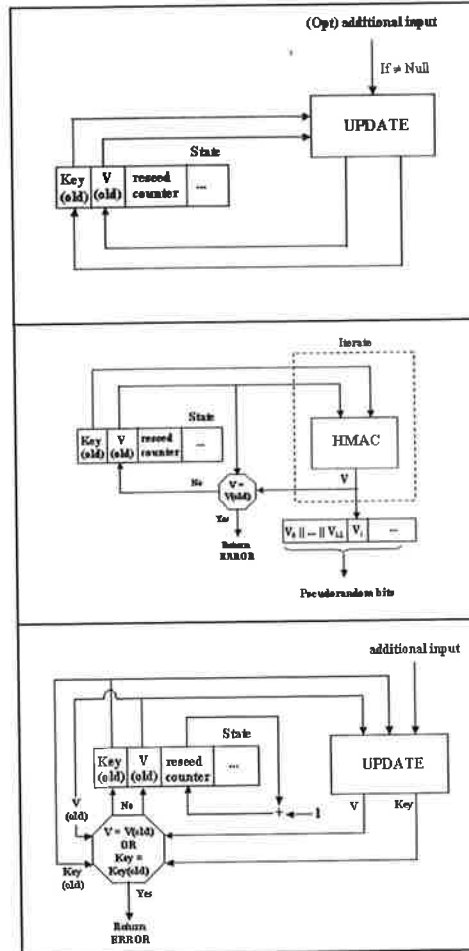 (Opt) additional input
If ≠ Null
UPDATE
State
Key (old)
V (old)
reseed counter
...
Iterate
HMAC
State
Key (old)
V (old)
reseed counter
...
V
No
V = V(old)
Yes
Return ERROR
V₀ || ... || Vᵢ₋₁
Vᵢ
...
Pseudorandom bits
additional input
State
UPDATE
Key (old)
V (old)
reseed counter
...
V
Key
V (old)
No
+
1
V = V(old)
OR
Key =
Key(old)
Key (old)
Yes
Return
ERROR